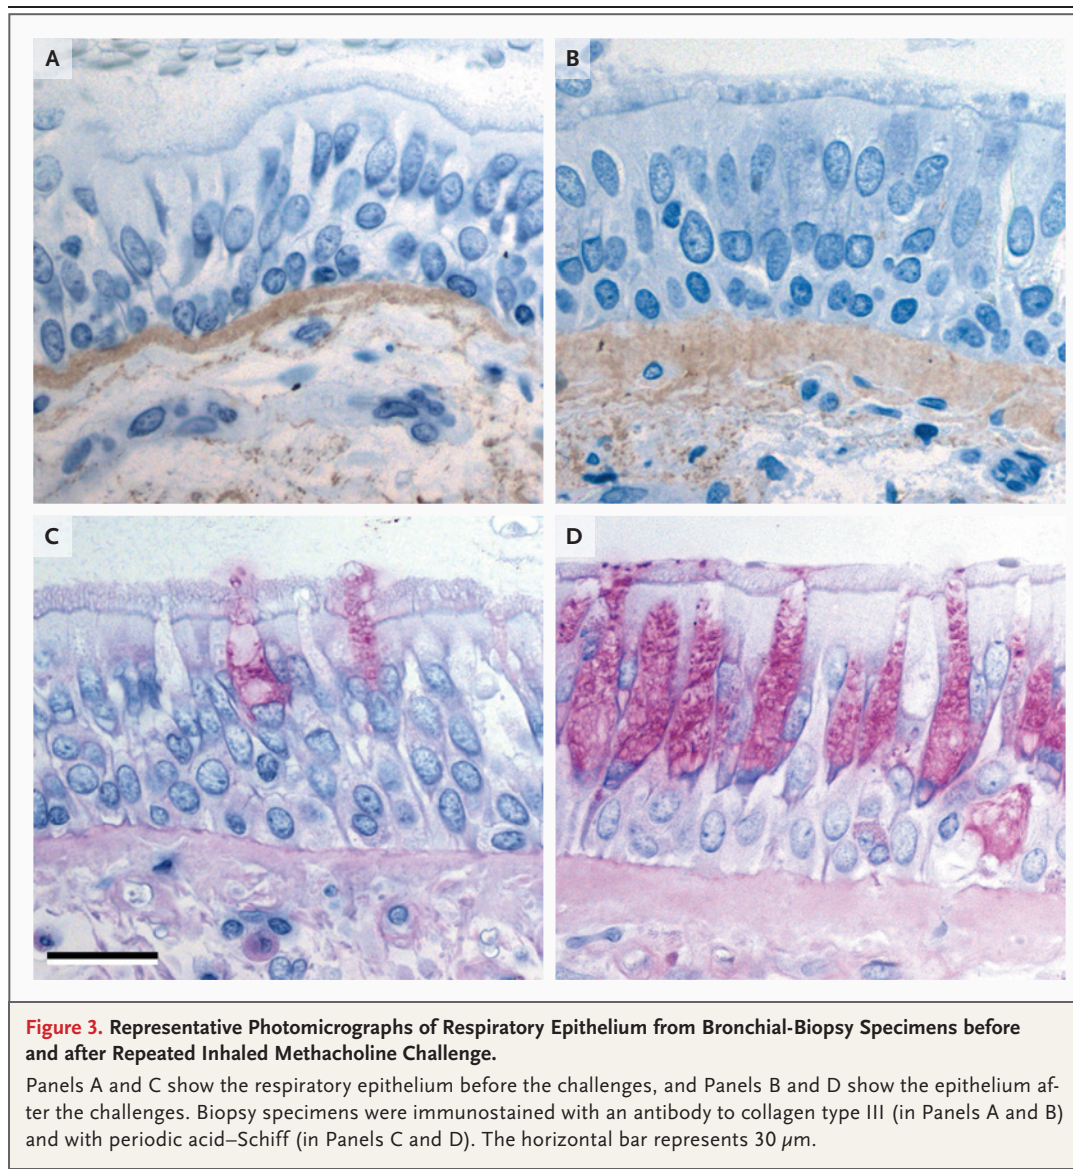 A
B
C
D
Figure 3. Representative Photomicrographs of Respiratory Epithelium from Bronchial-Biopsy Specimens before
and after Repeated Inhaled Methacholine Challenge.
Panels A and C show the respiratory epithelium before the challenges, and Panels B and D show the epithelium af-
ter the challenges. Biopsy specimens were immunostained with an antibody to collagen type III (in Panels A and B)
and with periodic acid–Schiff (in Panels C and D). The horizontal bar represents 30 μm.